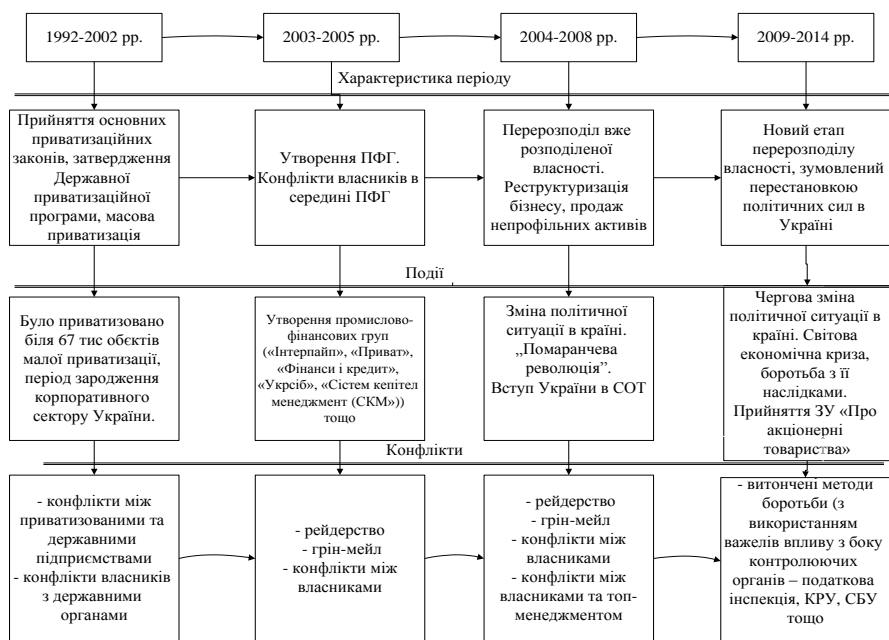 1992-2002 рр.
2003-2005 рр.
2004-2008 рр.
2009-2014 рр.
Характеристика періоду
Прийняття основних
приватизаційних
законів, затвердження
Державної
приватизаційної
програми, масова
приватизація
Утворення ПФГ.
Конфлікти власників в
середині ПФГ
Перерозподіл вже
розподіленої
власності.
Реструктуризація
бізнесу, продаж
непрофільних активів
Новий етап
перерозподілу
власності, зумовлений
перестановкою
політичних сил в
Україні
Події
Було приватизовано
біля 67 тис обєктів
малої приватизації,
період зародження
корпоративного
сектору України.
Утворення промислово-
фінансових груп
(«Інтерпайп», «Приват»,
«Фінанси і кредит»,
«Укрсіб», «Сістем кепітел
менеджмент (СКМ»))
тощо
Зміна політичної
ситуації в країні.
„Помаранчева
революція”.
Вступ України в СОТ
Чергова зміна
політичної ситуації в
країні. Світова
економічна криза,
боротьба з її
наслідками.
Прийняття ЗУ «Про
акціонерні
товариства»
Конфлікти
- конфлікти між
приватизованими та
державними
підприємствами
- конфлікти власників
з державними
органами
- рейдерство
- грін-мейл
- конфлікти між
власниками
- рейдерство
- грін-мейл
- конфлікти між
власниками
- конфлікти між
власниками та топ-
менеджментом
- витончені методи
боротьби (з
використанням
важелів впливу з боку
контролюючих
органів – податкова
інспекція, КРУ, СБУ
тощо